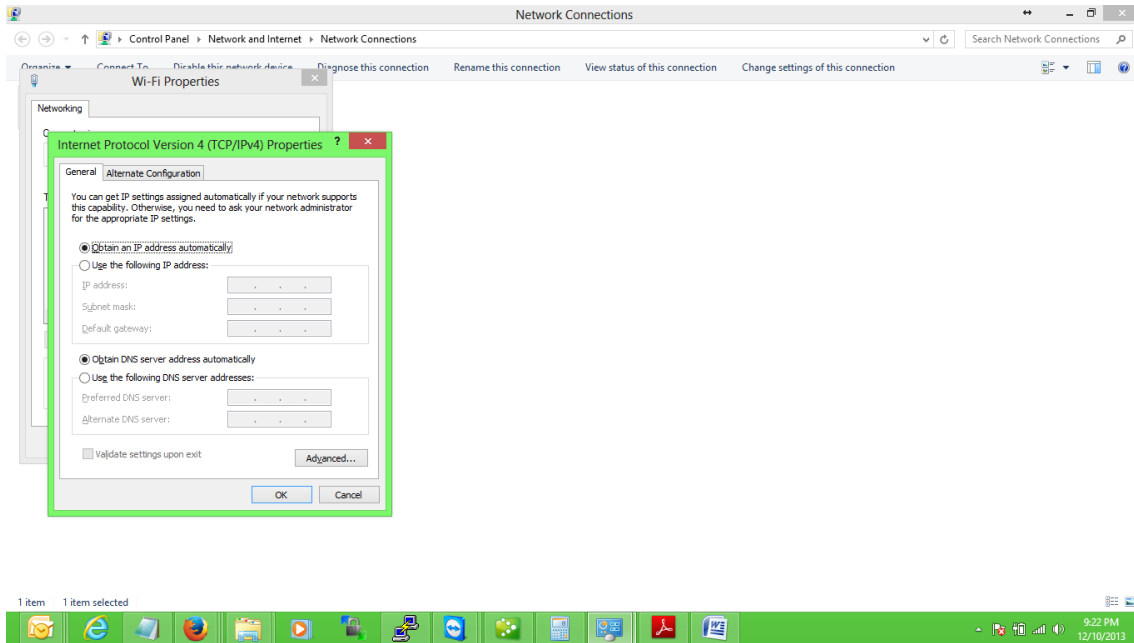 Network Connections
Control Panel Network and Internet Network Connections
Search Network Connections
Organize Connect To Disable this network device Diagnose this connection Rename this connection View status of this connection Change settings of this connection
Wi-Fi Properties
Networking
Internet Protocol Version 4 (TCP/IPv4) Properties ?
General Alternate Configuration
You can get IP settings assigned automatically if your network supports
this capability. Otherwise, you need to ask your network administrator
for the appropriate IP settings.
Obtain an IP address automatically
Use the following IP address:
IP address: . . .
Subnet mask: . . .
Default gateway: . . .
Obtain DNS server address automatically
Use the following DNS server addresses:
Preferred DNS server: . . .
Alternate DNS server: . . .
Validate settings upon exit
Advanced...
OK Cancel
1 item 1 item selected
9:22 PM
12/10/2013